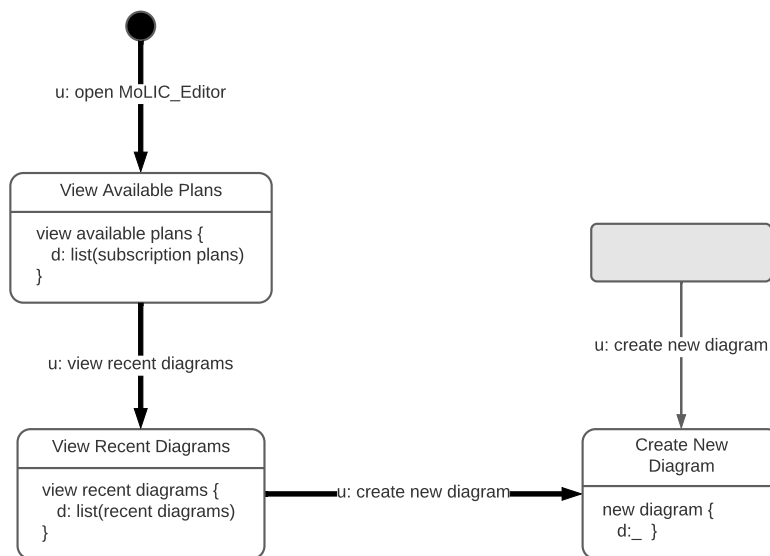 u: open MoLIC_Editor
View Available Plans
view available plans {
d: list(subscription plans)
}
u: view recent diagrams
u: create new diagram
View Recent Diagrams
view recent diagrams {
d: list(recent diagrams)
}
u: create new diagram
Create New
Diagram
new diagram {
d:_ }